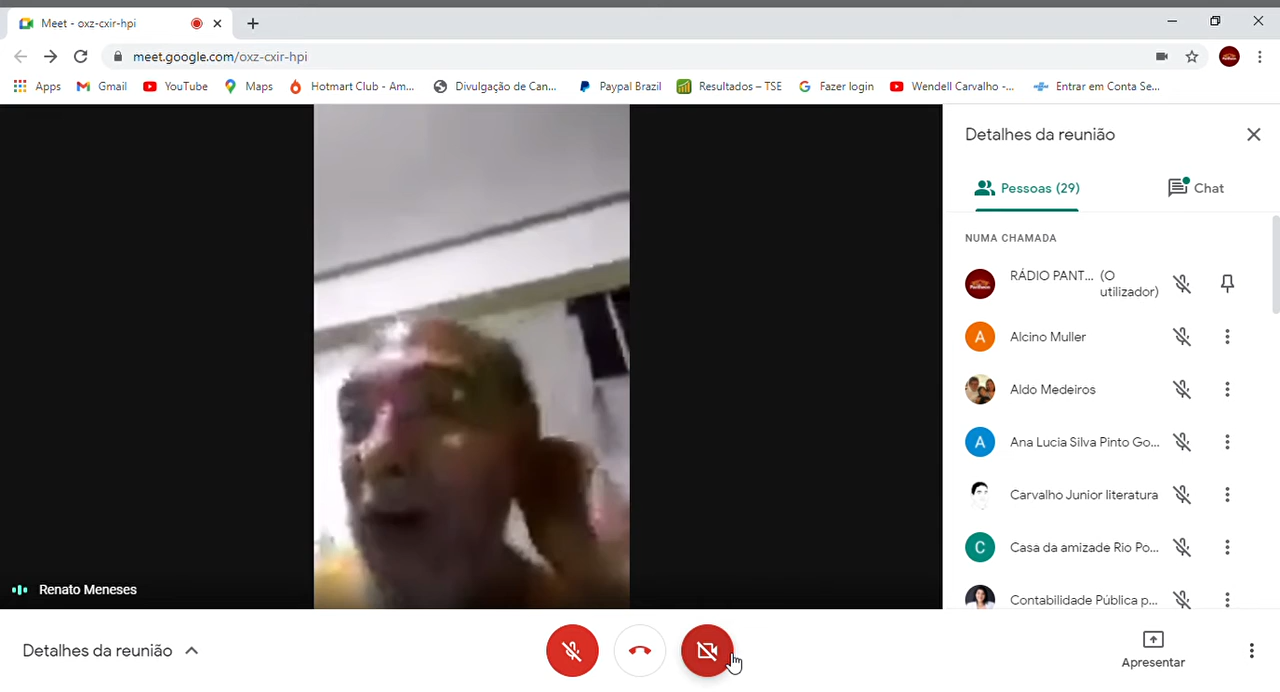 Meet - oxz-cxir-hpi
meet.google.com/oxz-cxir-hpi
Apps Gmail YouTube Maps Hotmart Club - Am... Divulgação de Can... Paypal Brazil Resultados – TSE Fazer login Wendell Carvalho -... Entrar em Conta Se...
Detalhes da reunião
Pessoas (29) Chat
NUMA CHAMADA
RÁDIO PANT... (O
utilizador)
A Alcino Muller
Aldo Medeiros
A Ana Lucia Silva Pinto Go...
Carvalho Junior literatura
C Casa da amizade Rio Po...
Contabilidade Pública p...
Renato Meneses
Detalhes da reunião
Apresentar